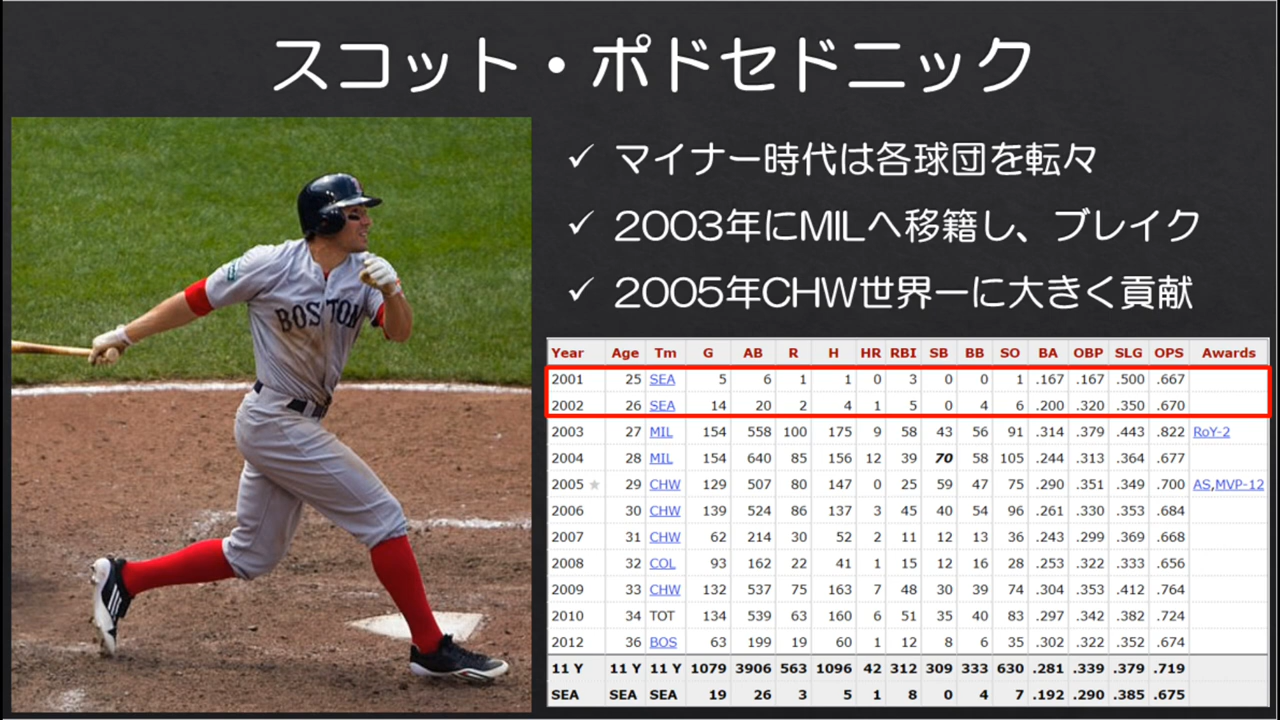 スコット・ポドセドニック
✓ マイナー時代は各球団を転々
✓ 2003年にMILへ移籍し、ブレイク
✓ 2005年CHW世界一に大きく貢献
BOSTON
Year Age Tm G AB R H HR RBI SB BB SO BA OBP SLG OPS Awards
2001 25 SEA 5 6 1 1 0 3 0 0 1 .167 .167 .500 .667
2002 26 SEA 14 20 2 4 1 5 0 4 6 .200 .320 .350 .670
2003 27 MIL 154 558 100 175 9 58 43 56 91 .314 .379 .443 .822 RoY-2
2004 28 MIL 154 640 85 156 12 39 70 58 105 .244 .313 .364 .677
2005 ★ 29 CHW 129 507 80 147 0 25 59 47 75 .290 .351 .349 .700 AS,MVP-12
2006 30 CHW 139 524 86 137 3 45 40 54 96 .261 .330 .353 .684
2007 31 CHW 62 214 30 52 2 11 12 13 36 .243 .299 .369 .668
2008 32 COL 93 162 22 41 1 15 12 16 28 .253 .322 .333 .656
2009 33 CHW 132 537 75 163 7 48 30 39 74 .304 .353 .412 .764
2010 34 TOT 134 539 63 160 6 51 35 40 83 .297 .342 .382 .724
2012 36 BOS 63 199 19 60 1 12 8 6 35 .302 .322 .352 .674
11 Y 11 Y 11 Y 1079 3906 563 1096 42 312 309 333 630 .281 .339 .379 .719
SEA SEA SEA 19 26 3 5 1 8 0 4 7 .192 .290 .385 .675